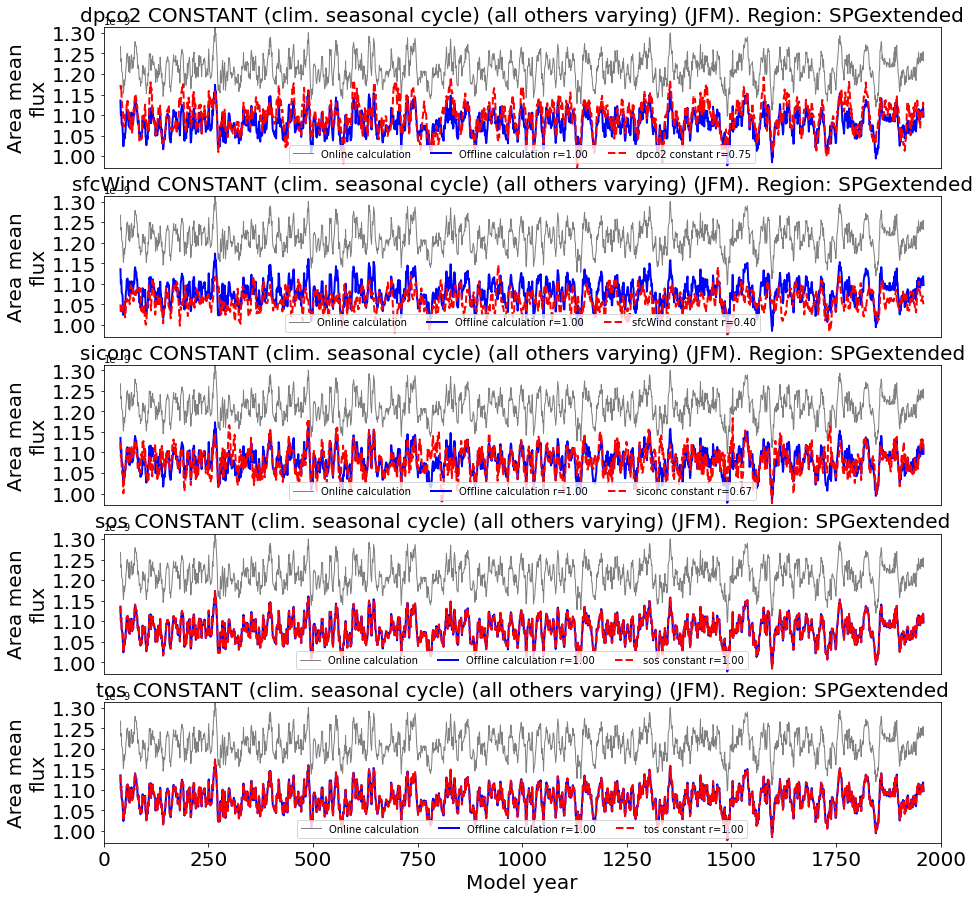 dpco2 CONSTANT (clim. seasonal cycle) (all others varying) (JFM). Region: SPGextended
1e−9
1.30
1.25
1.20
1.15
1.10
1.05
1.00
Area mean
flux
Online calculation Offline calculation r=1.00 dpco2 constant r=0.75
sfcWind CONSTANT (clim. seasonal cycle) (all others varying) (JFM). Region: SPGextended
1e−9
1.30
1.25
1.20
1.15
1.10
1.05
1.00
Area mean
flux
Online calculation Offline calculation r=1.00 sfcWind constant r=0.40
siconc CONSTANT (clim. seasonal cycle) (all others varying) (JFM). Region: SPGextended
1e−9
1.30
1.25
1.20
1.15
1.10
1.05
1.00
Area mean
flux
Online calculation Offline calculation r=1.00 siconc constant r=0.67
sos CONSTANT (clim. seasonal cycle) (all others varying) (JFM). Region: SPGextended
1e−9
1.30
1.25
1.20
1.15
1.10
1.05
1.00
Area mean
flux
Online calculation Offline calculation r=1.00 sos constant r=1.00
tos CONSTANT (clim. seasonal cycle) (all others varying) (JFM). Region: SPGextended
1e−9
1.30
1.25
1.20
1.15
1.10
1.05
1.00
Area mean
flux
Online calculation Offline calculation r=1.00 tos constant r=1.00
0 250 500 750 1000 1250 1500 1750 2000
Model year